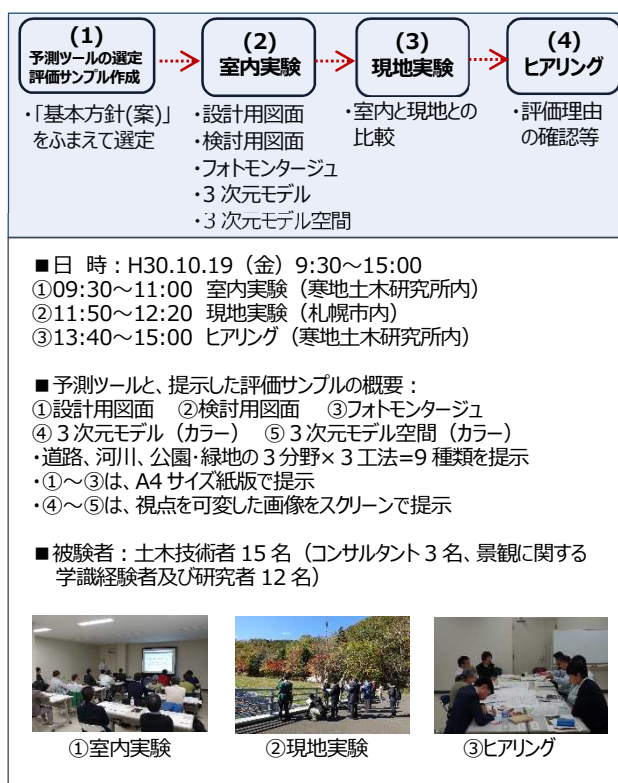 (1)
予測ツールの選定
評価サンプル作成
(2)
室内実験
(3)
現地実験
(4)
ヒアリング
・「基本方針(案)」
をふまえて選定
・設計用図面
・検討用図面
・フォトモンタージュ
・3 次元モデル
・3 次元モデル空間
・室内と現地との
比較
・評価理由
の確認等
■日 時：H30.10.19（金）9:30～15:00
①09:30～11:00 室内実験（寒地土木研究所内）
②11:50～12:20 現地実験（札幌市内）
③13:40～15:00 ヒアリング（寒地土木研究所内）
■予測ツールと、提示した評価サンプルの概要：
①設計用図面 ②検討用図面 ③フォトモンタージュ
④３次元モデル（カラー） ⑤３次元モデル空間（カラー）
・道路、河川、公園・緑地の３分野×３工法=9 種類を提示
・①～③は、A4 サイズ紙版で提示
・④～⑤は、視点を可変した画像をスクリーンで提示
■被験者：土木技術者 15 名（コンサルタント 3 名、景観に関する
学識経験者及び研究者 12 名）
①室内実験
②現地実験
③ヒアリング